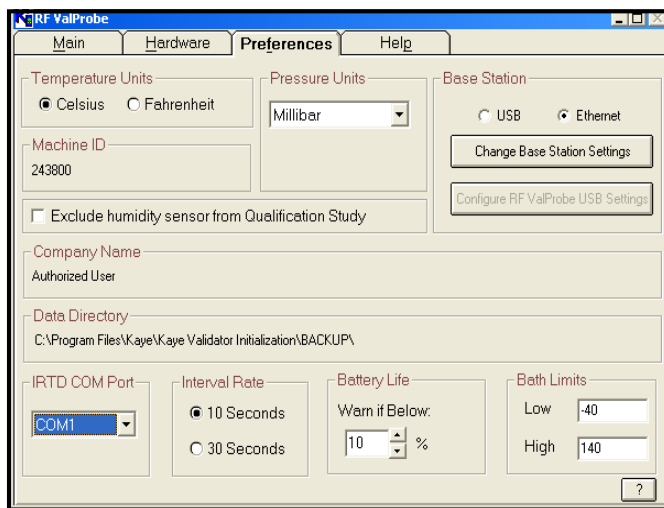 RF ValProbe
Main Hardware Preferences Help
Temperature Units
Celsius Fahrenheit
Pressure Units
Millibar
Base Station
USB Ethernet
Change Base Station Settings
Configure RF ValProbe USB Settings
Machine ID
243800
Exclude humidity sensor from Qualification Study
Company Name
Authorized User
Data Directory
C:\Program Files\Kaye\Kaye Validator Initialization\BACKUP\
IRTD COM Port
COM1
Interval Rate
10 Seconds
30 Seconds
Battery Life
Warn if Below:
10 %
Bath Limits
Low -40
High 140
?